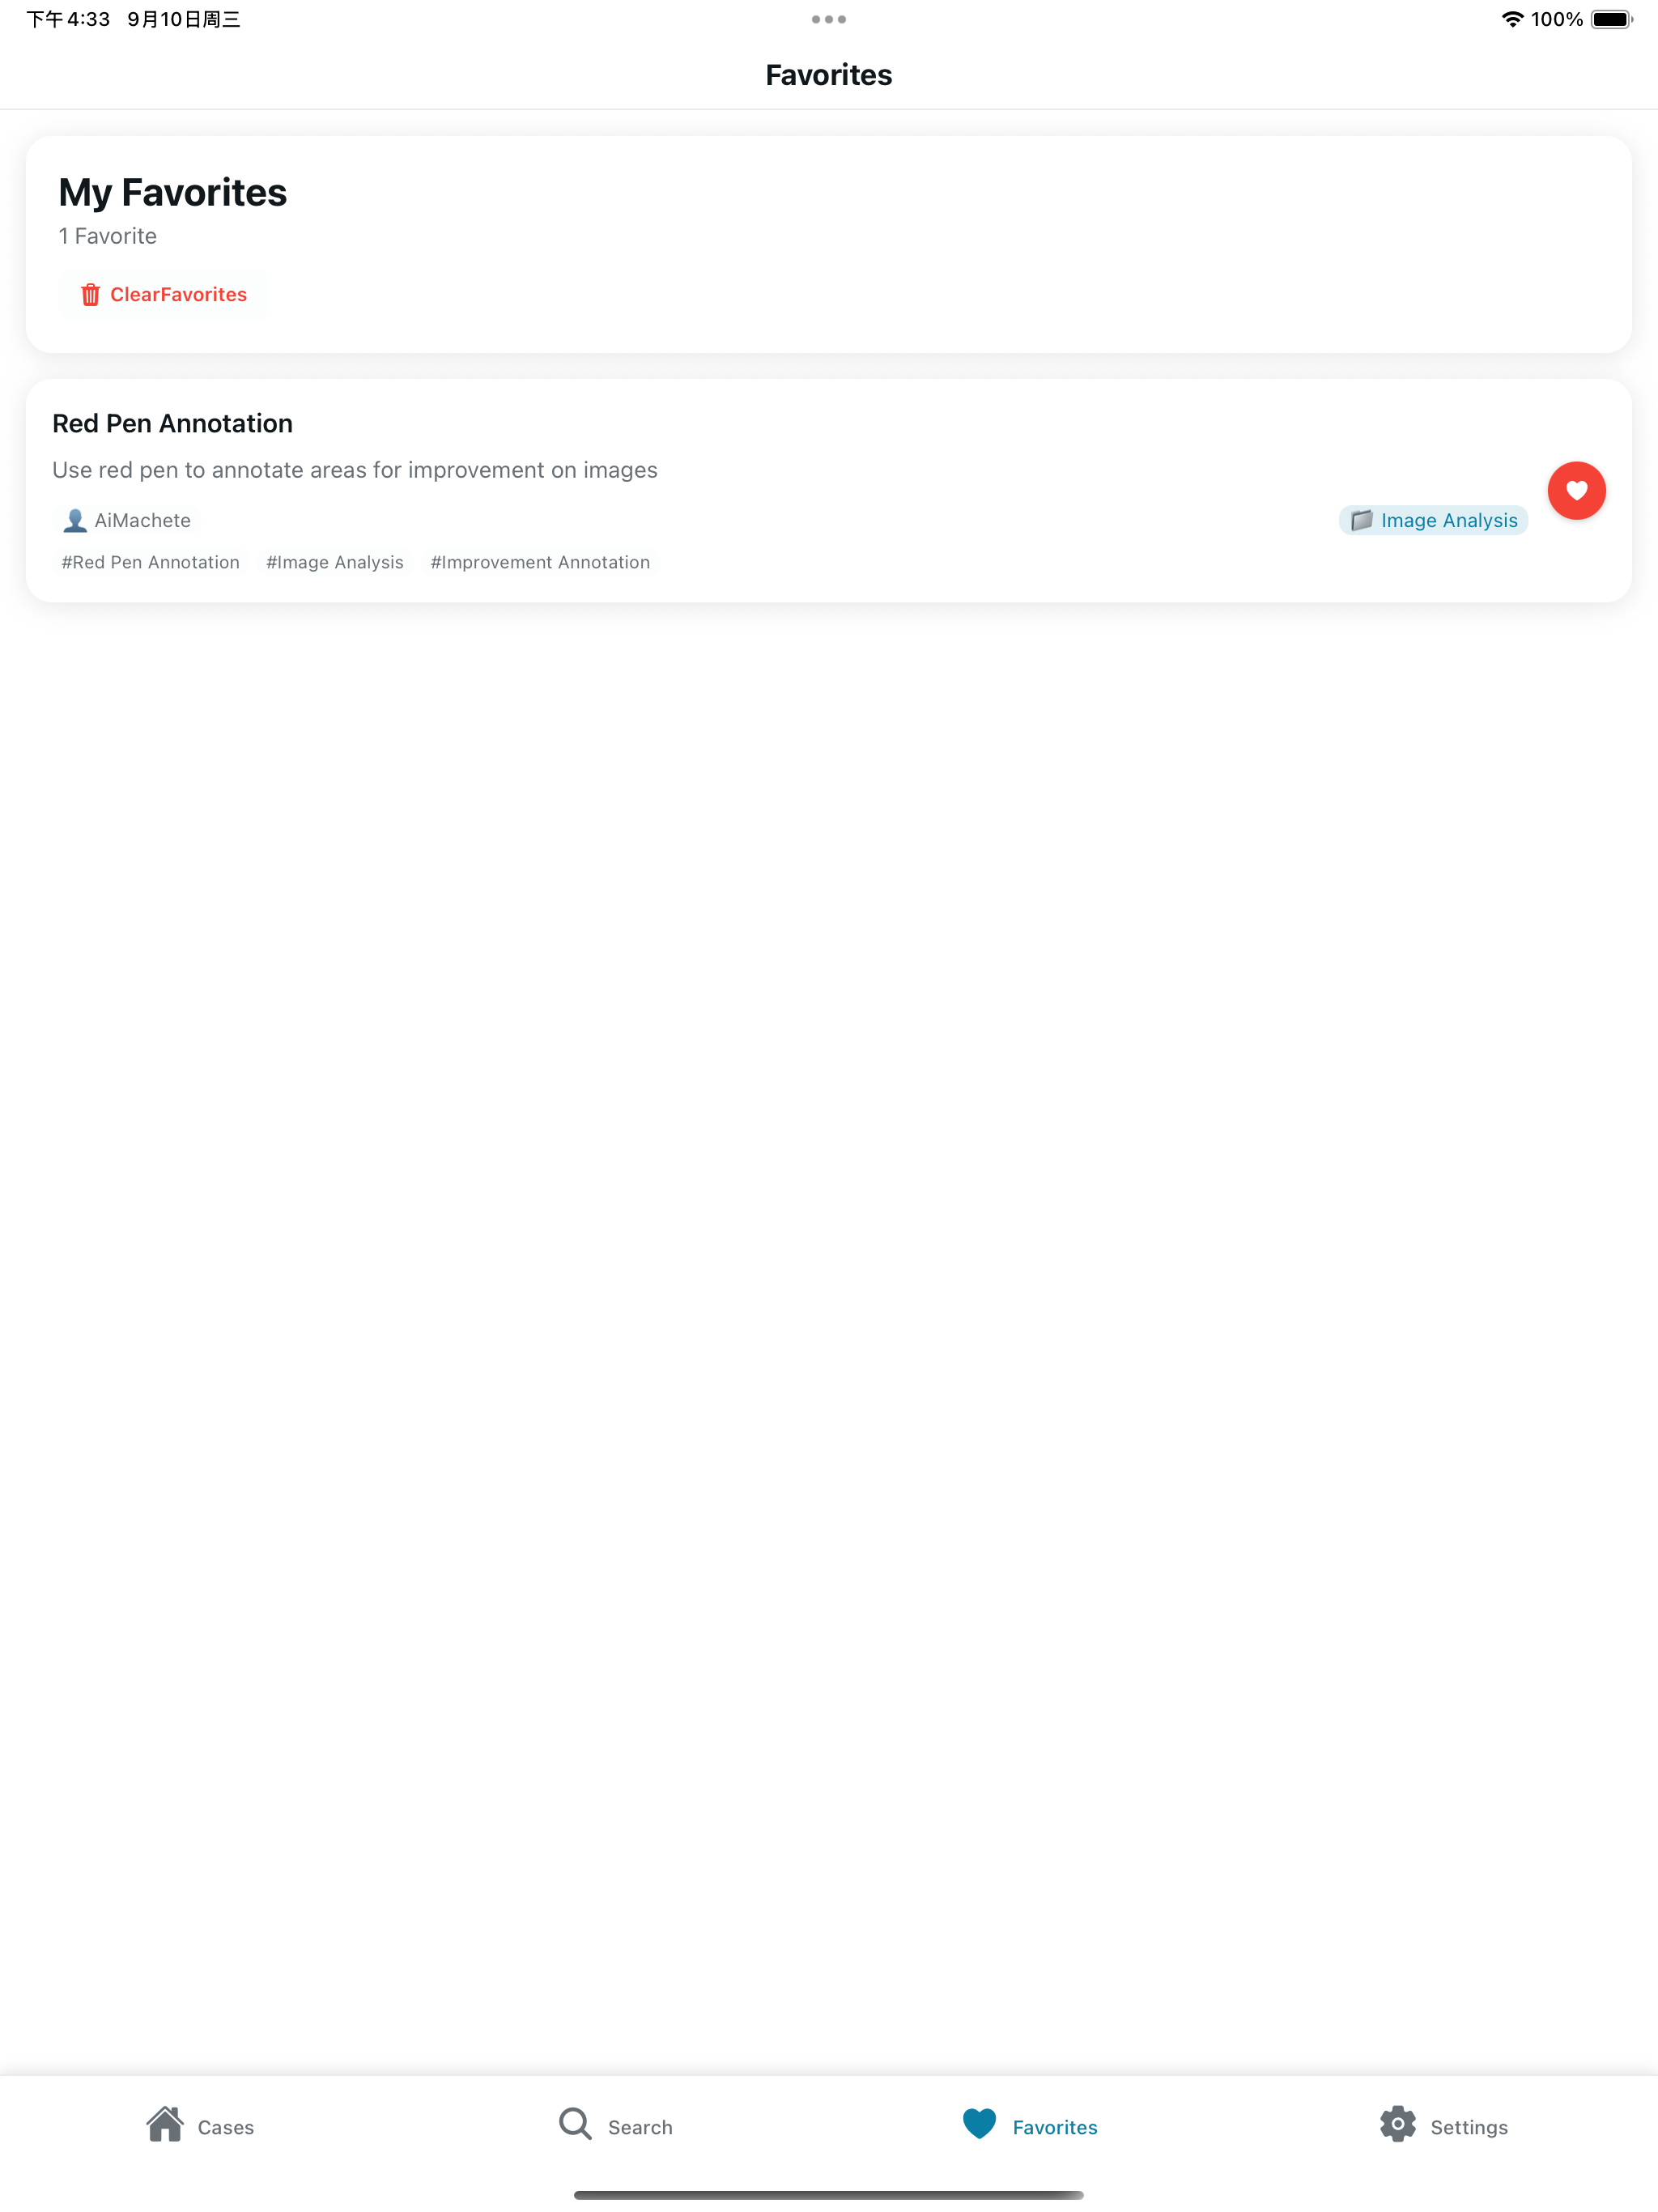 下午4:33 9月10日周三
100%
Favorites
My Favorites
1 Favorite
ClearFavorites
Red Pen Annotation
Use red pen to annotate areas for improvement on images
AiMachete
Image Analysis
#Red Pen Annotation #Image Analysis #Improvement Annotation
Cases Search Favorites Settings